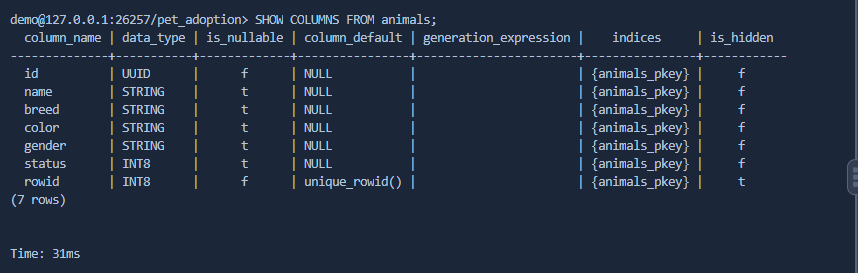 demo@127.0.0.1:26257/pet_adoption> SHOW COLUMNS FROM animals;
  column_name | data_type | is_nullable | column_default | generation_expression |    indices     | is_hidden
--------------+-----------+-------------+----------------+-----------------------+----------------+------------
  id          | UUID      |      f      | NULL           |                       | {animals_pkey} |     f
  name        | STRING    |      t      | NULL           |                       | {animals_pkey} |     f
  breed       | STRING    |      t      | NULL           |                       | {animals_pkey} |     f
  color       | STRING    |      t      | NULL           |                       | {animals_pkey} |     f
  gender      | STRING    |      t      | NULL           |                       | {animals_pkey} |     f
  status      | INT8      |      t      | NULL           |                       | {animals_pkey} |     f
  rowid       | INT8      |      f      | unique_rowid() |                       | {animals_pkey} |     t
(7 rows)
Time: 31ms